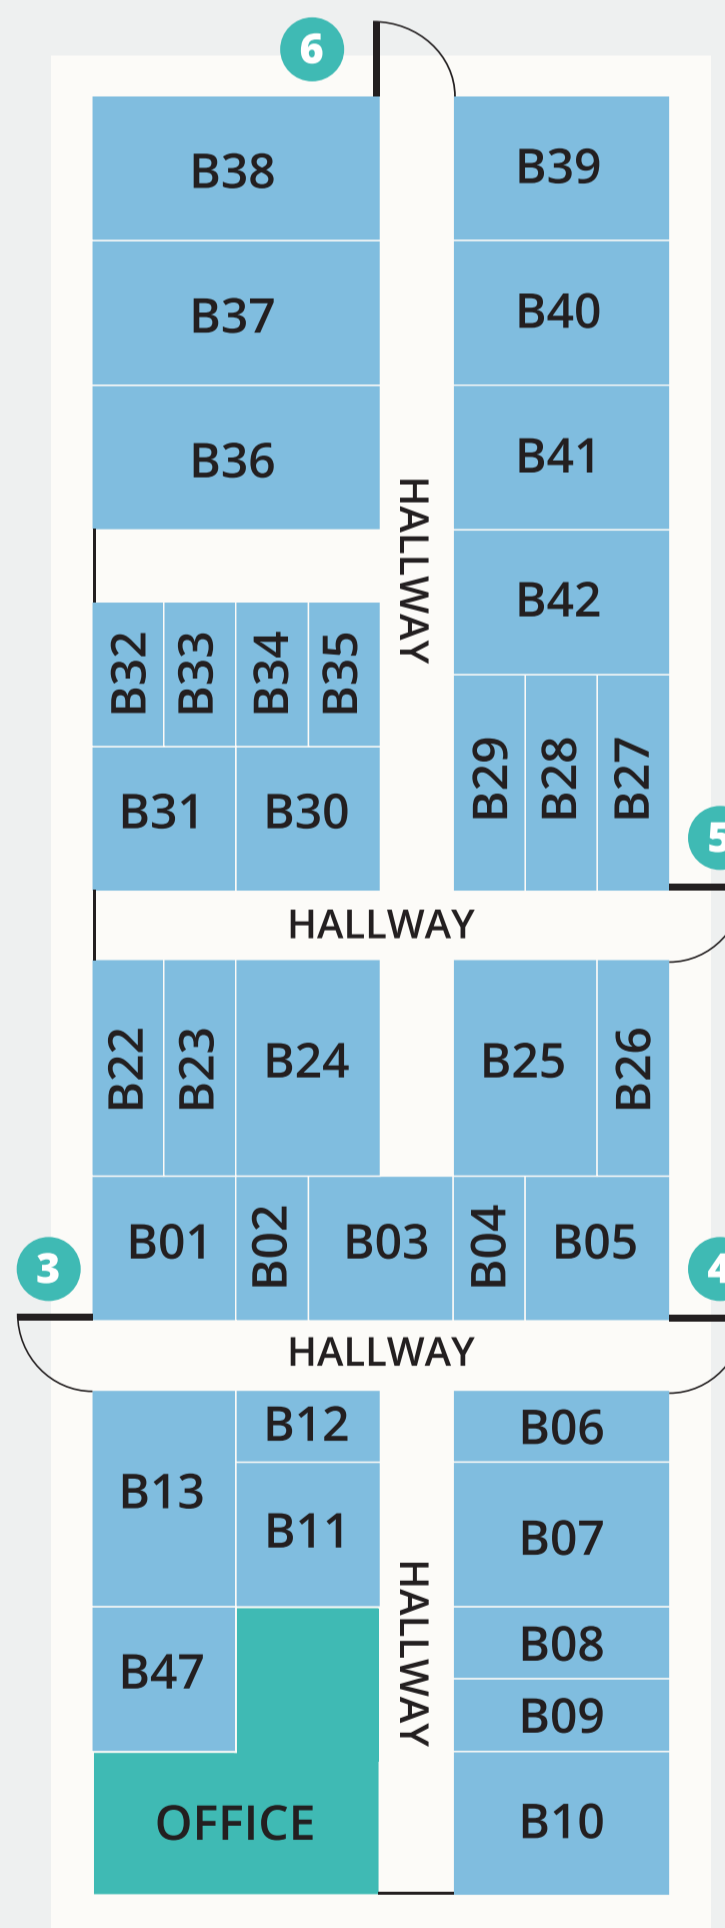 6
B38
B39
B37
B40
B36
B41
HALLWAY
B42
B32
B33
B34
B35
B29
B28
B27
B31
B30
5
HALLWAY
B22
B23
B24
B25
B26
B01
B02
B03
B04
B05
3
4
HALLWAY
B12
B06
B13
B11
B07
HALLWAY
B47
B08
B09
OFFICE
B10